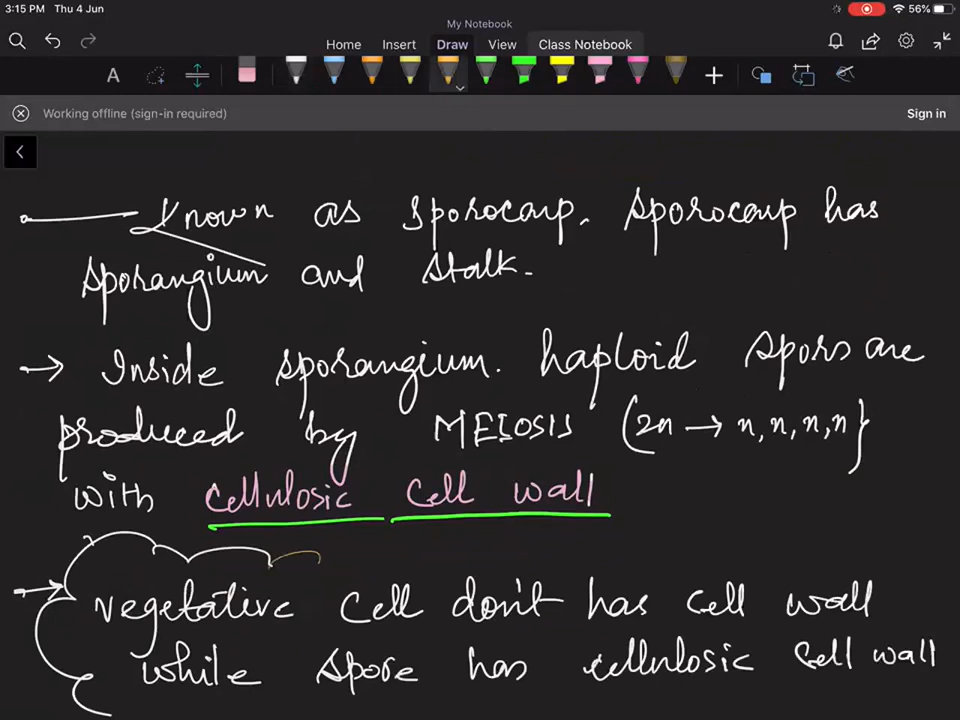 3:15 PM Thu 4 Jun
56%
My Notebook
Home Insert Draw View Class Notebook
A
Working offline (sign-in required)
Sign in
known as sporocarp. sporocarp has
sporangium and stalk.
→ Inside sporangium. haploid spors are
produced by MEIOSIS (2n → n, n, n, n}
with cellulosic cell wall
→ vegetative cell don't has cell wall
while spore has cellulosic cell wall